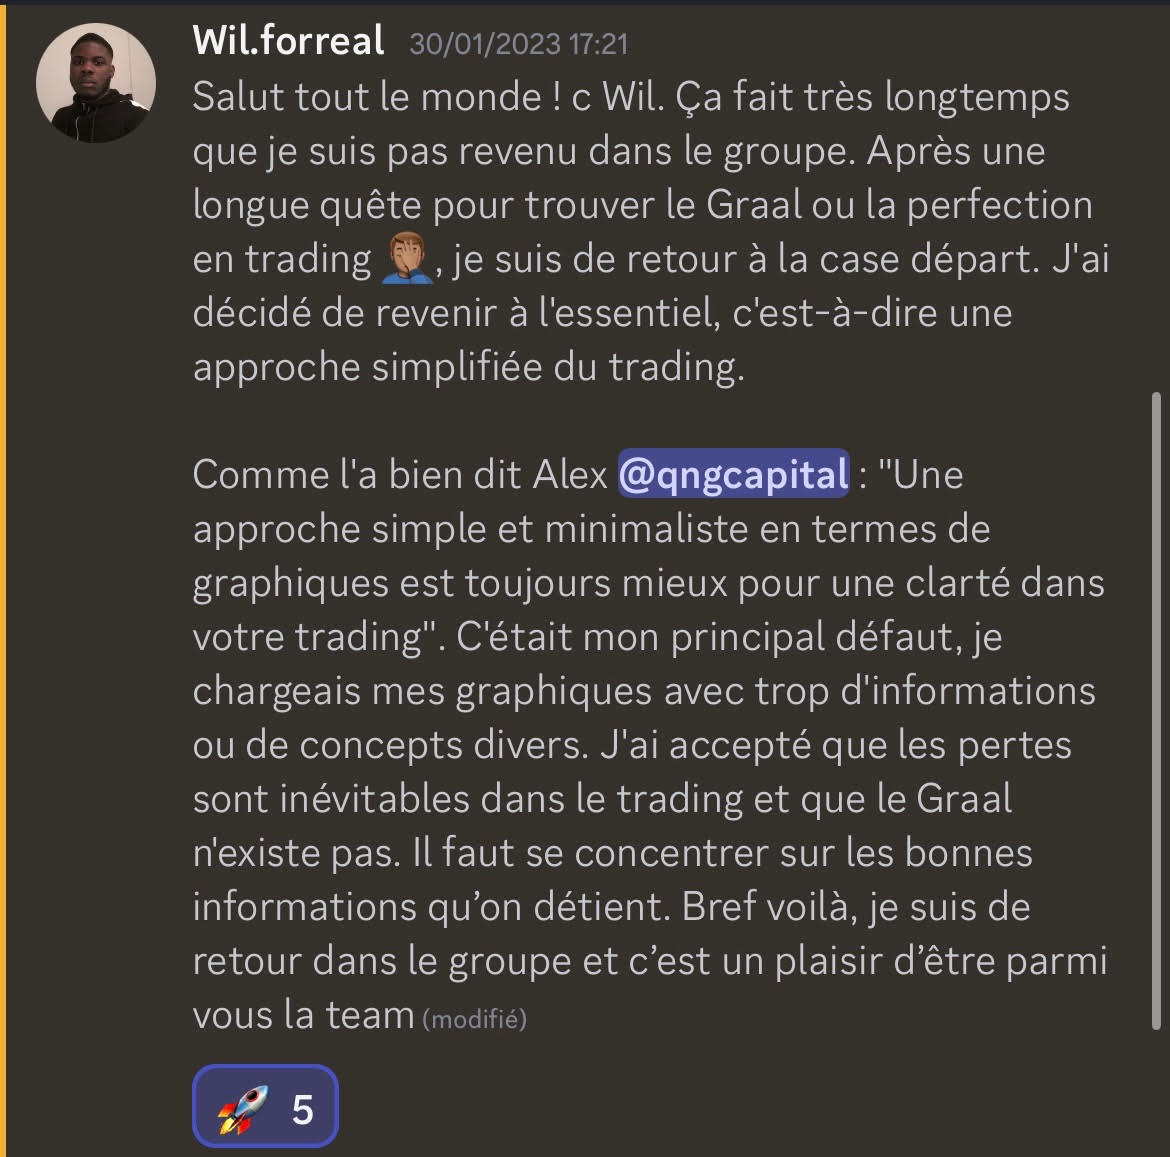 Wil.forreal 30/01/2023 17:21
Salut tout le monde ! c Wil. Ça fait très longtemps
que je suis pas revenu dans le groupe. Après une
longue quête pour trouver le Graal ou la perfection
en trading 🤦🏽‍♂️, je suis de retour à la case départ. J'ai
décidé de revenir à l'essentiel, c'est-à-dire une
approche simplifiée du trading.
Comme l'a bien dit Alex @qngcapital : "Une
approche simple et minimaliste en termes de
graphiques est toujours mieux pour une clarté dans
votre trading". C'était mon principal défaut, je
chargeais mes graphiques avec trop d'informations
ou de concepts divers. J'ai accepté que les pertes
sont inévitables dans le trading et que le Graal
n'existe pas. Il faut se concentrer sur les bonnes
informations qu’on détient. Bref voilà, je suis de
retour dans le groupe et c’est un plaisir d’être parmi
vous la team (modifié)
🚀 5